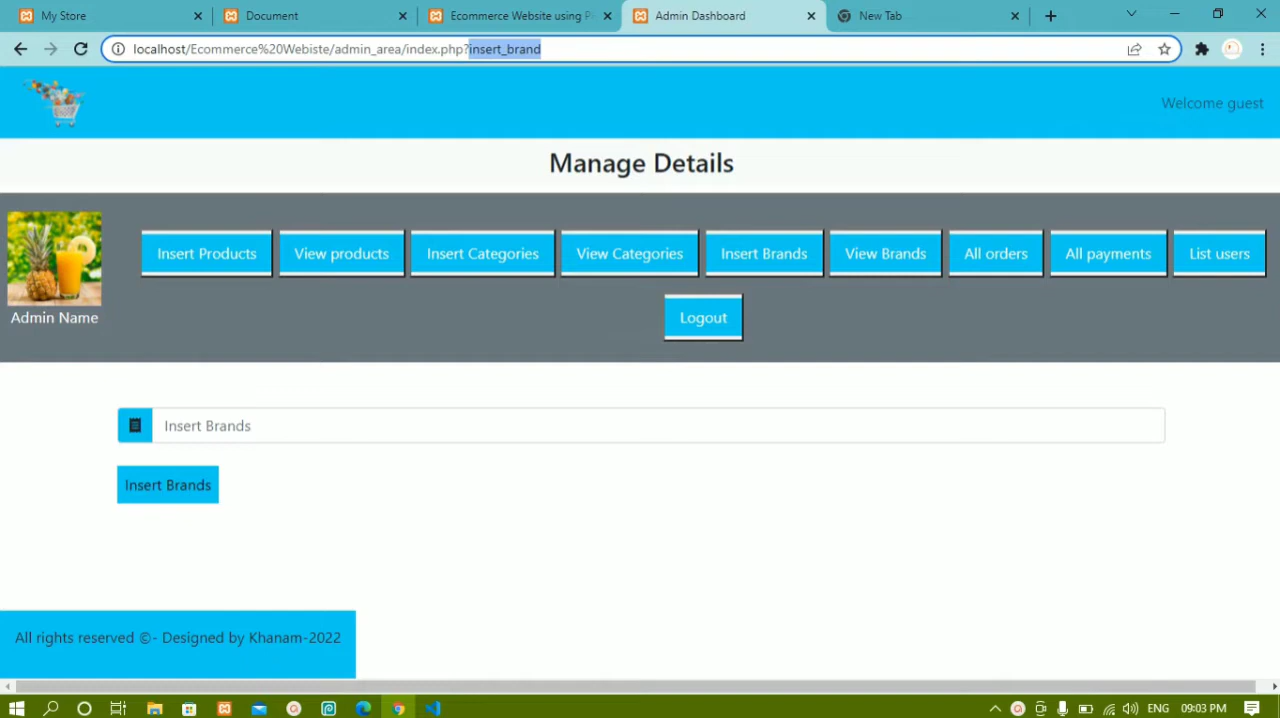 My Store
Document
Ecommerce Website using P
Admin Dashboard
New Tab
localhost/Ecommerce%20Webiste/admin_area/index.php?insert_brand
Welcome guest
Manage Details
Insert Products
View products
Insert Categories
View Categories
Insert Brands
View Brands
All orders
All payments
List users
Admin Name
Logout
Insert Brands
Insert Brands
All rights reserved ©- Designed by Khanam-2022
ENG
09:03 PM